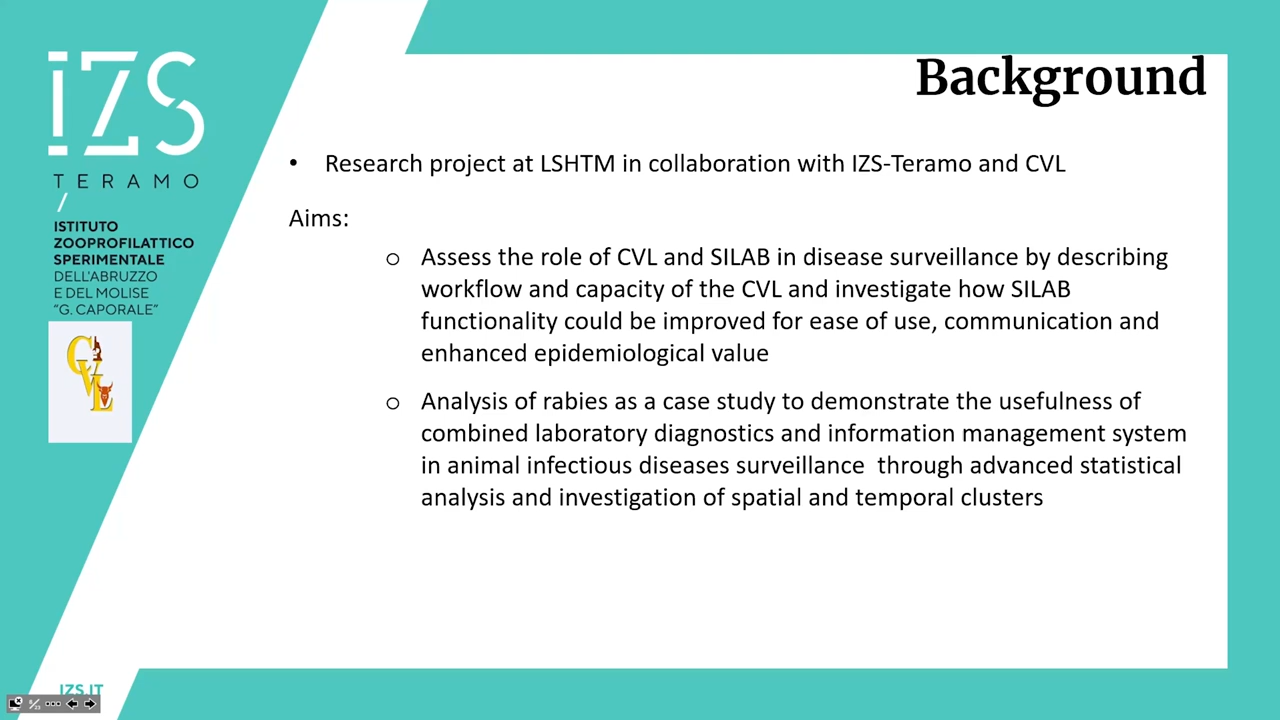 Background
iZS
TERAMO
/
ISTITUTO
ZOOPROFILATTICO
SPERIMENTALE
DELL'ABRUZZO
E DEL MOLISE
"G. CAPORALE"
CVL
• Research project at LSHTM in collaboration with IZS-Teramo and CVL
Aims:
o Assess the role of CVL and SILAB in disease surveillance by describing
workflow and capacity of the CVL and investigate how SILAB
functionality could be improved for ease of use, communication and
enhanced epidemiological value
o Analysis of rabies as a case study to demonstrate the usefulness of
combined laboratory diagnostics and information management system
in animal infectious diseases surveillance  through advanced statistical
analysis and investigation of spatial and temporal clusters
IZS.IT